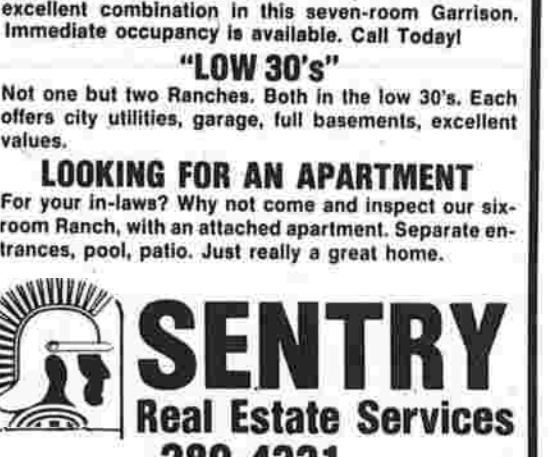 excellent combination in this seven-room Garrison.
Immediate occupancy is available. Call Today!
“LOW 30's”
Not one but two Ranches. Both in the low 30's. Each
offers city utilities, garage, full basements, excellent
values.
LOOKING FOR AN APARTMENT
For your in-laws? Why not come and inspect our six-
room Ranch, with an attached apartment. Separate en-
trances, pool, patio. Just really a great home.
SENTRY
Real Estate Services